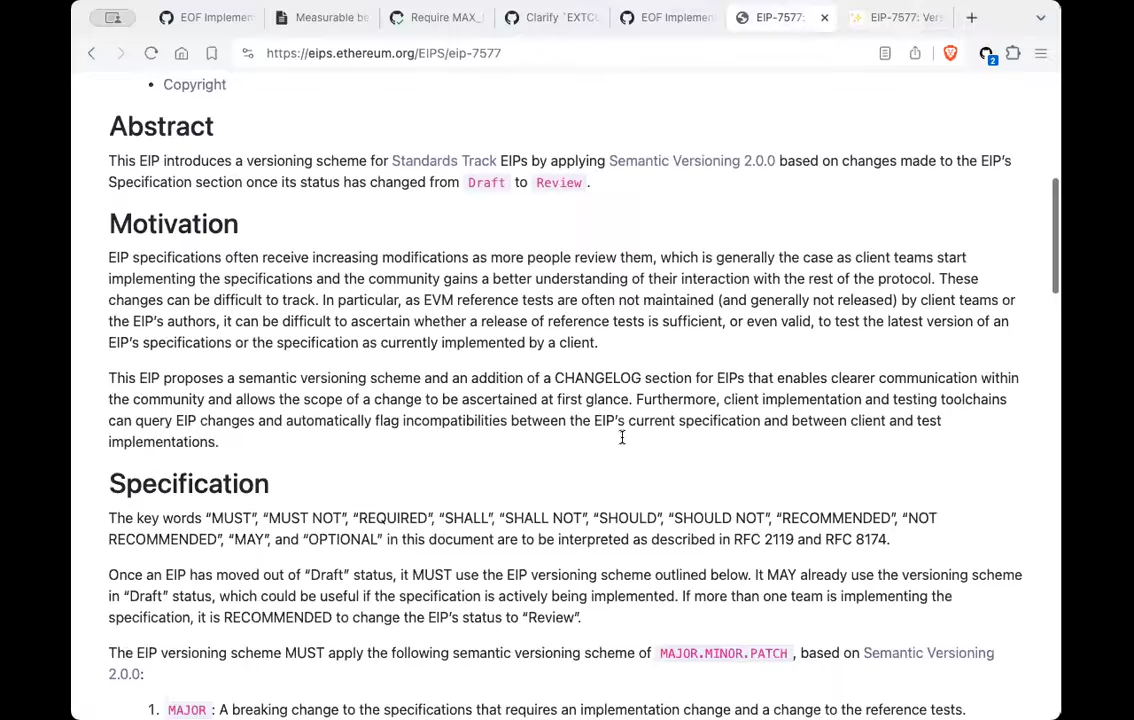 EOF Implemen
Measurable be
Require MAX_
Clarify `EXTCO
EOF Implemen
EIP-7577:
EIP-7577: Vers
https://eips.ethereum.org/EIPS/eip-7577
2
• Copyright
Abstract
This EIP introduces a versioning scheme for Standards Track EIPs by applying Semantic Versioning 2.0.0 based on changes made to the EIP’s
Specification section once its status has changed from Draft to Review.
Motivation
EIP specifications often receive increasing modifications as more people review them, which is generally the case as client teams start
implementing the specifications and the community gains a better understanding of their interaction with the rest of the protocol. These
changes can be difficult to track. In particular, as EVM reference tests are often not maintained (and generally not released) by client teams or
the EIP’s authors, it can be difficult to ascertain whether a release of reference tests is sufficient, or even valid, to test the latest version of an
EIP’s specifications or the specification as currently implemented by a client.
This EIP proposes a semantic versioning scheme and an addition of a CHANGELOG section for EIPs that enables clearer communication within
the community and allows the scope of a change to be ascertained at first glance. Furthermore, client implementation and testing toolchains
can query EIP changes and automatically flag incompatibilities between the EIP’s current specification and between client and test
implementations.
Specification
The key words “MUST”, “MUST NOT”, “REQUIRED”, “SHALL”, “SHALL NOT”, “SHOULD”, “SHOULD NOT”, “RECOMMENDED”, “NOT
RECOMMENDED”, “MAY”, and “OPTIONAL” in this document are to be interpreted as described in RFC 2119 and RFC 8174.
Once an EIP has moved out of “Draft” status, it MUST use the EIP versioning scheme outlined below. It MAY already use the versioning scheme
in “Draft” status, which could be useful if the specification is actively being implemented. If more than one team is implementing the
specification, it is RECOMMENDED to change the EIP’s status to “Review”.
The EIP versioning scheme MUST apply the following semantic versioning scheme of MAJOR.MINOR.PATCH, based on Semantic Versioning
2.0.0:
1. MAJOR: A breaking change to the specifications that requires an implementation change and a change to the reference tests.